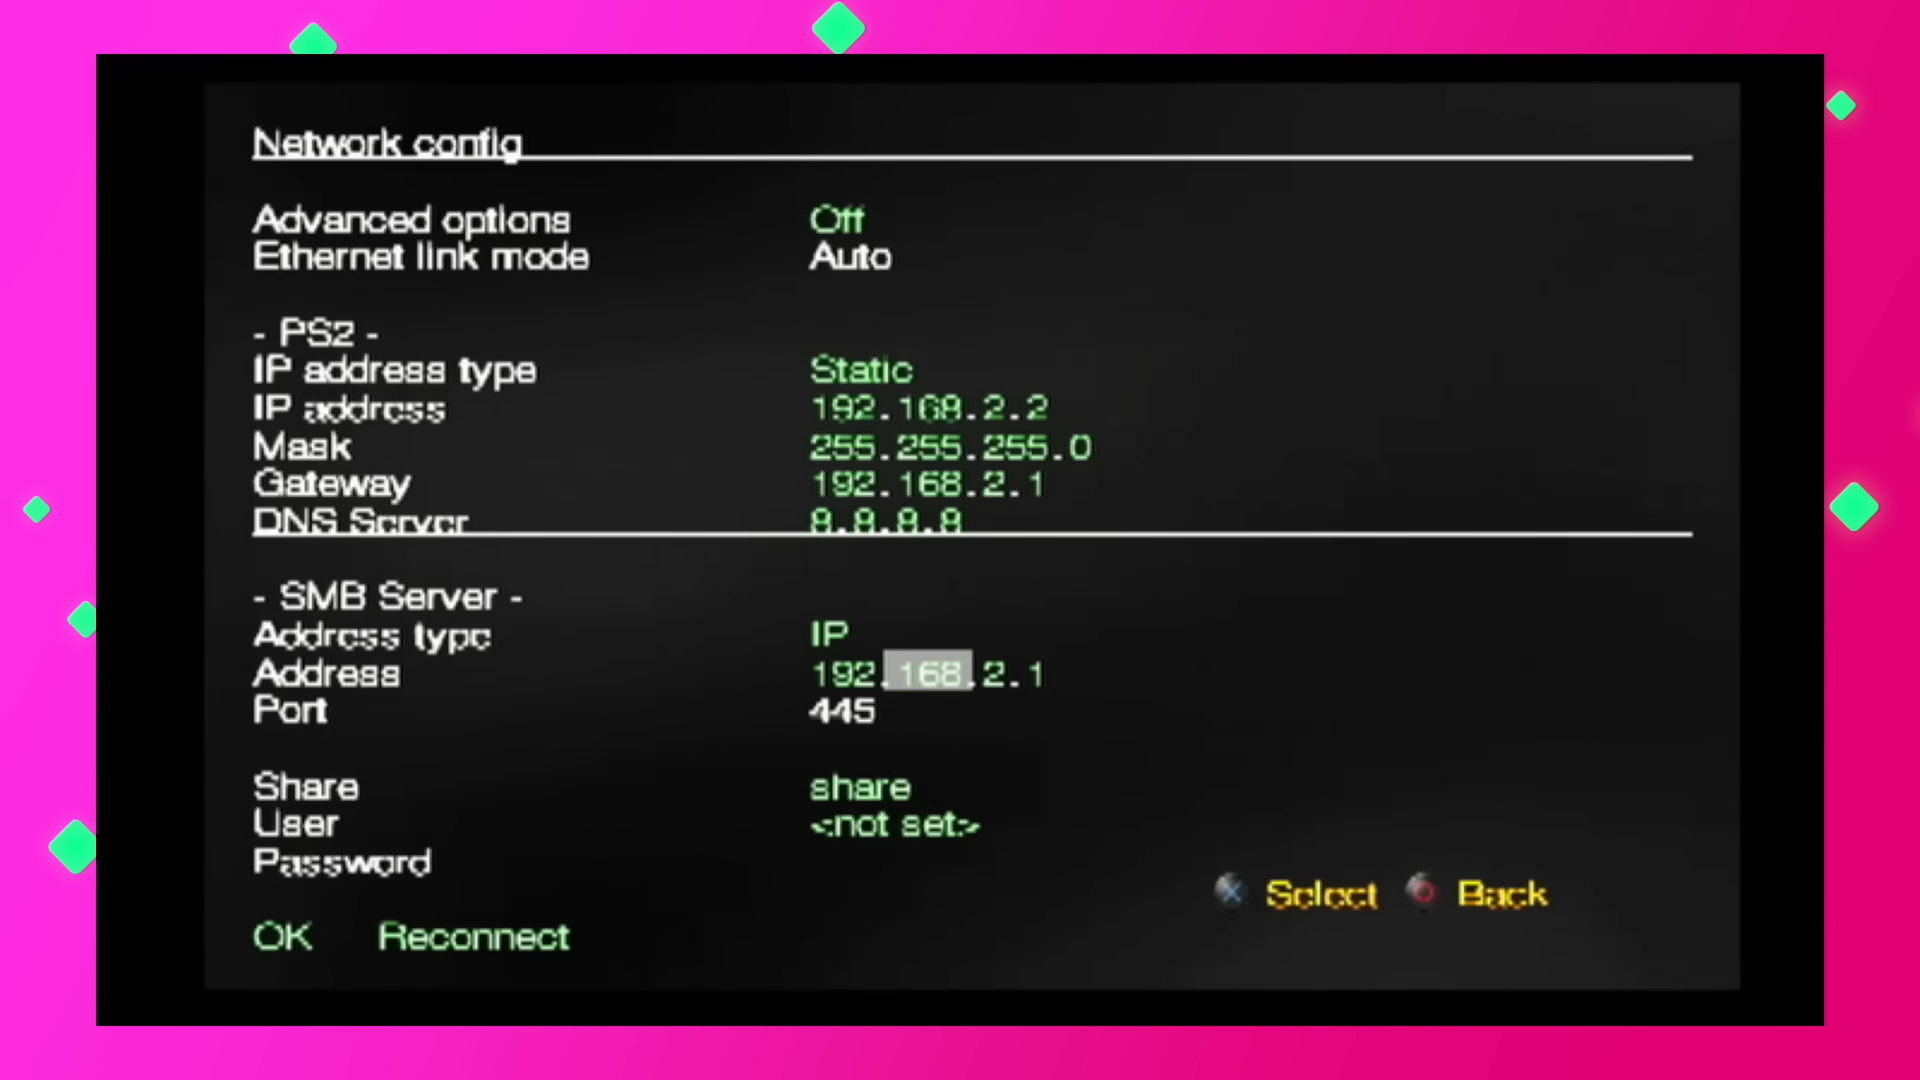 Network config
Advanced options Off
Ethernet link mode Auto
- PS2 -
IP address type Static
IP address 192.168.2.2
Mask 255.255.255.0
Gateway 192.168.2.1
DNS Server 8.8.8.8
- SMB Server -
Address type IP
Address 192.168.2.1
Port 445
Share share
User <not set>
Password
Select Back
OK Reconnect